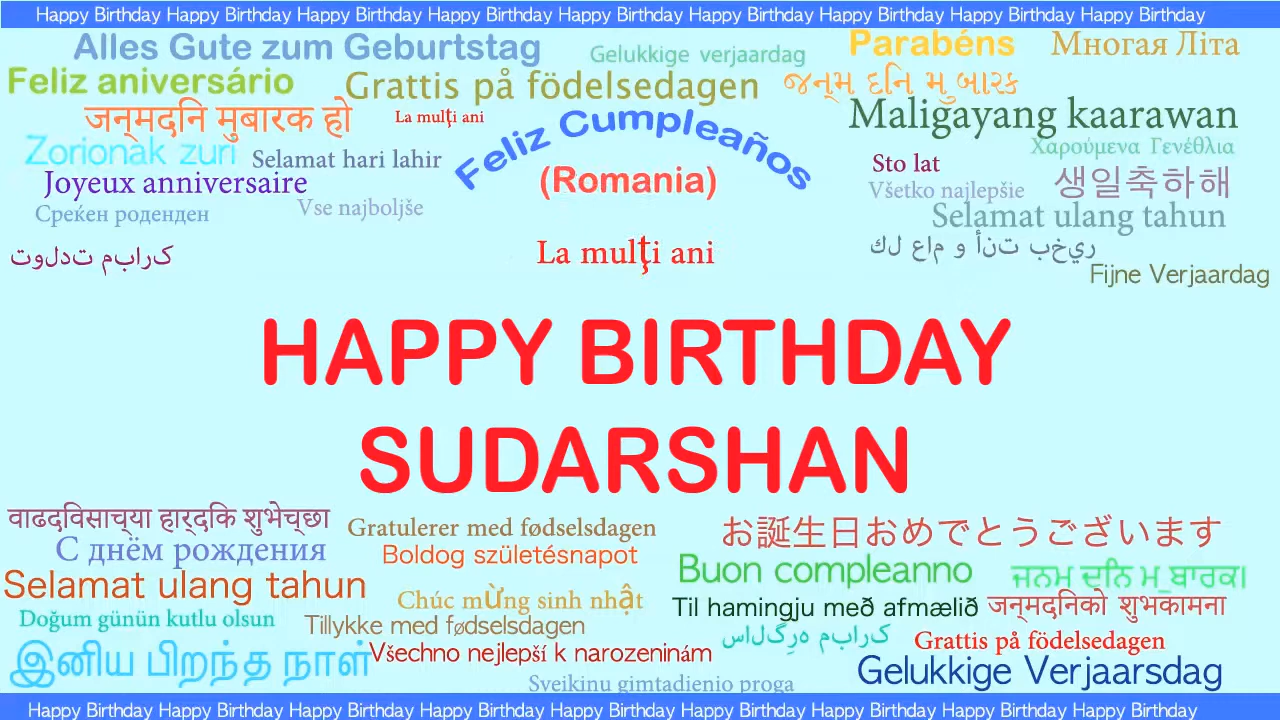 Happy Birthday Happy Birthday Happy Birthday Happy Birthday Happy Birthday Happy Birthday Happy Birthday Happy Birthday Happy Birthday
Alles Gute zum Geburtstag
Gelukkige verjaardag
Parabéns
Многая Літа
Feliz aniversário
Grattis på födelsedagen
જન્મ દિન મુબારક
जन्मदिन मुबारक हो
La mulţi ani
Feliz Cumpleaños
Maligayang kaarawan
Zorionak zuri
Selamat hari lahir
(Romania)
Sto lat
Χαρούμενα Γενέθλια
Joyeux anniversaire
Všetko najlepšie
생일축하해
Среќен роденден
Vse najboljše
Selamat ulang tahun
تولدت مبارک
La mulţi ani
كل عام و أنت بخير
Fijne Verjaardag
HAPPY BIRTHDAY
SUDARSHAN
वाढदिवसाच्या हार्दिक शुभेच्छा
Gratulerer med fødselsdagen
お誕生日おめでとうございます
С днём рождения
Boldog születésnapot
Buon compleanno
ਜਨਮ ਦਿਨ ਮੁਬਾਰਕ।
Selamat ulang tahun
Chúc mừng sinh nhật
Til hamingju með afmælið
जन्मदिनको शुभकामना
Doğum günün kutlu olsun
Tillykke med fødselsdagen
سالگرہ مبارک
Grattis på födelsedagen
இனிய பிறந்த நாள்
Všechno nejlepší k narozeninám
Gelukkige Verjaarsdag
Sveikinu gimtadienio proga
Happy Birthday Happy Birthday Happy Birthday Happy Birthday Happy Birthday Happy Birthday Happy Birthday Happy Birthday Happy Birthday